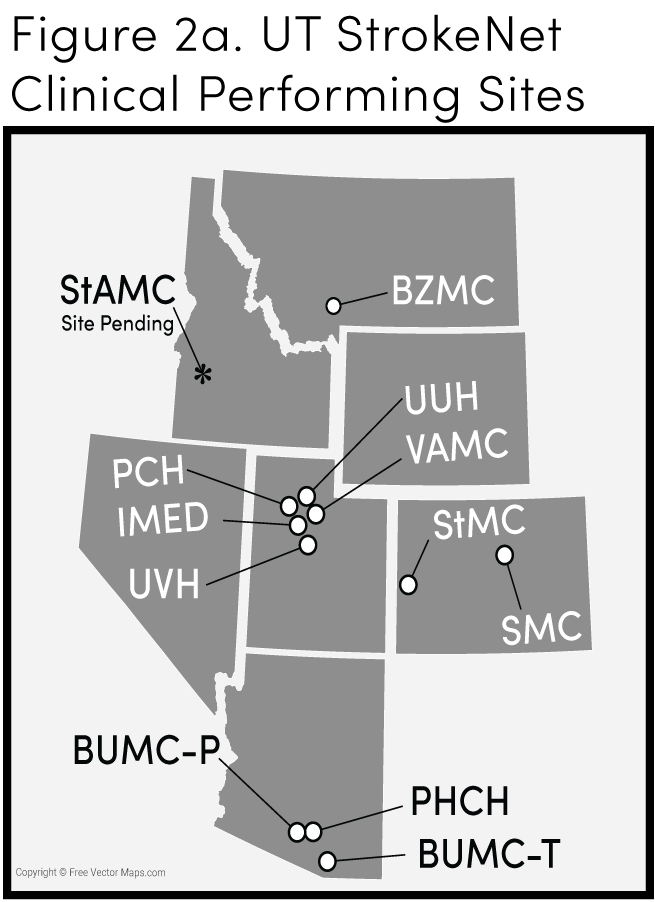 Figure 2a. UT StrokeNet
Clinical Performing Sites
StAMC
Site Pending
*
BZMC
UUH
VAMC
PCH
IMED
UVH
StMC
SMC
BUMC-P
PHCH
BUMC-T
Copyright © Free Vector Maps.com